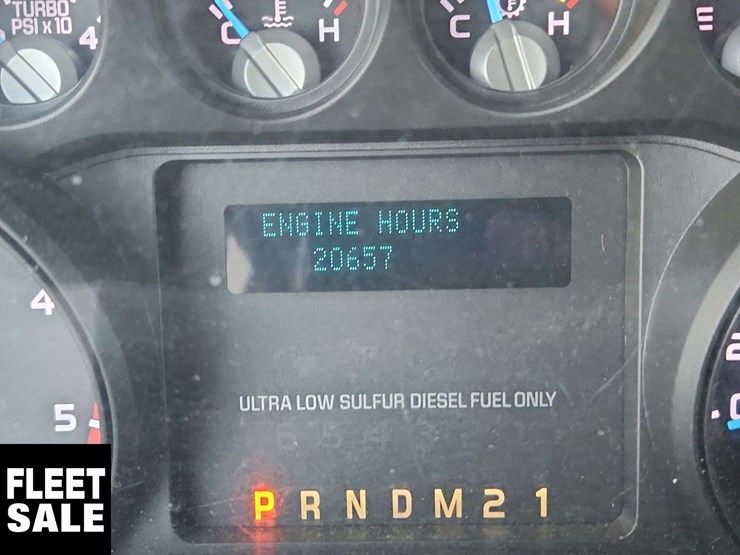 TURBO
PSI x 10
4
C H
C F H
E
ENGINE HOURS
20657
4
5
ULTRA LOW SULFUR DIESEL FUEL ONLY
P R N D M 2 1
2
FLEET
SALE